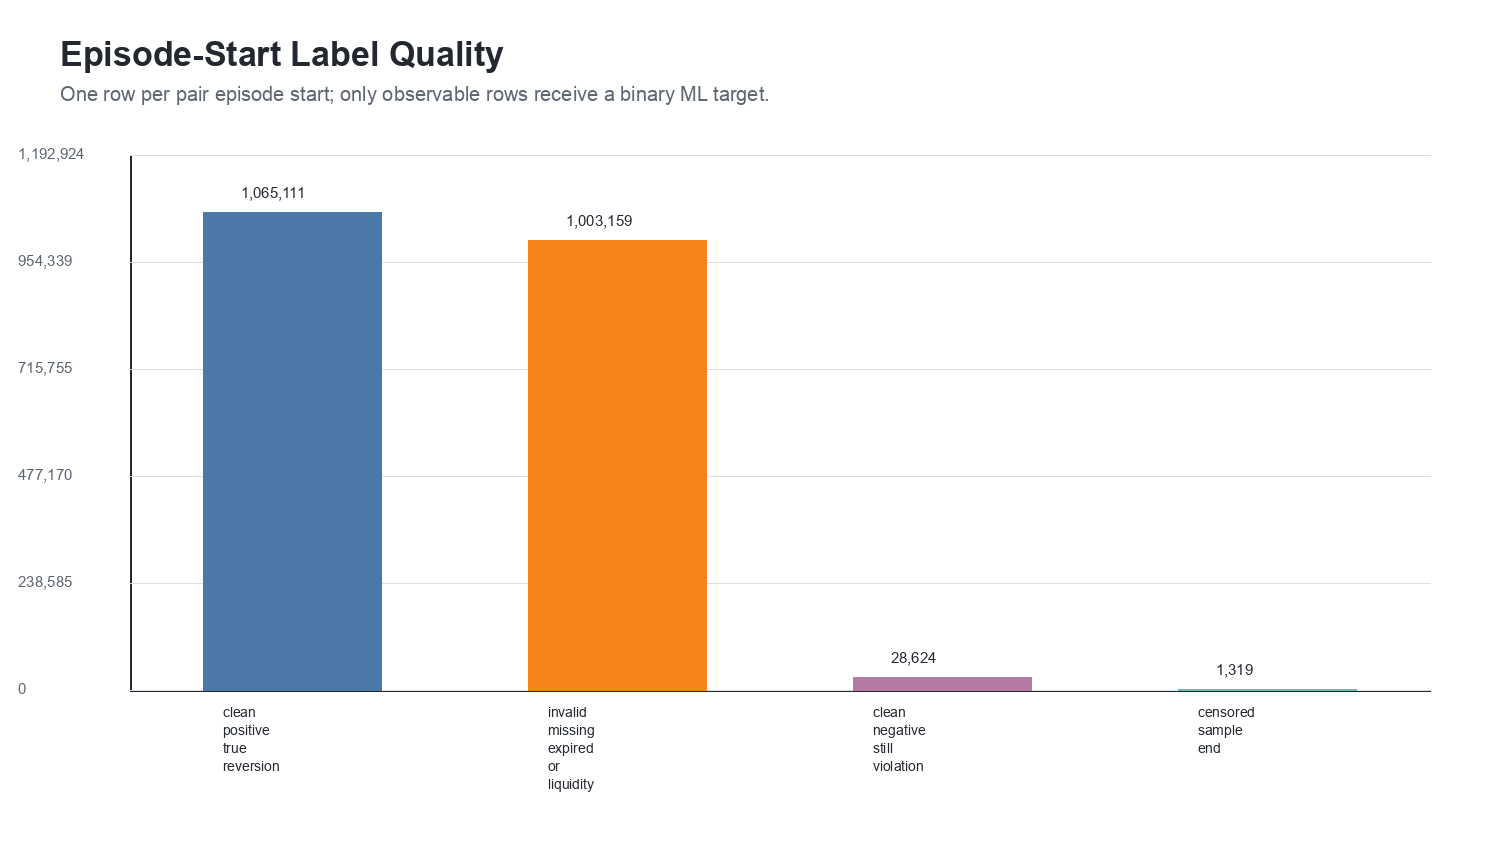 Episode-Start Label Quality
One row per pair episode start; only observable rows receive a binary ML target.
1,192,924
954,339
715,755
477,170
238,585
0
1,065,111
1,003,159
28,624
1,319
clean
positive
true
reversion
invalid
missing
expired
or
liquidity
clean
negative
still
violation
censored
sample
end